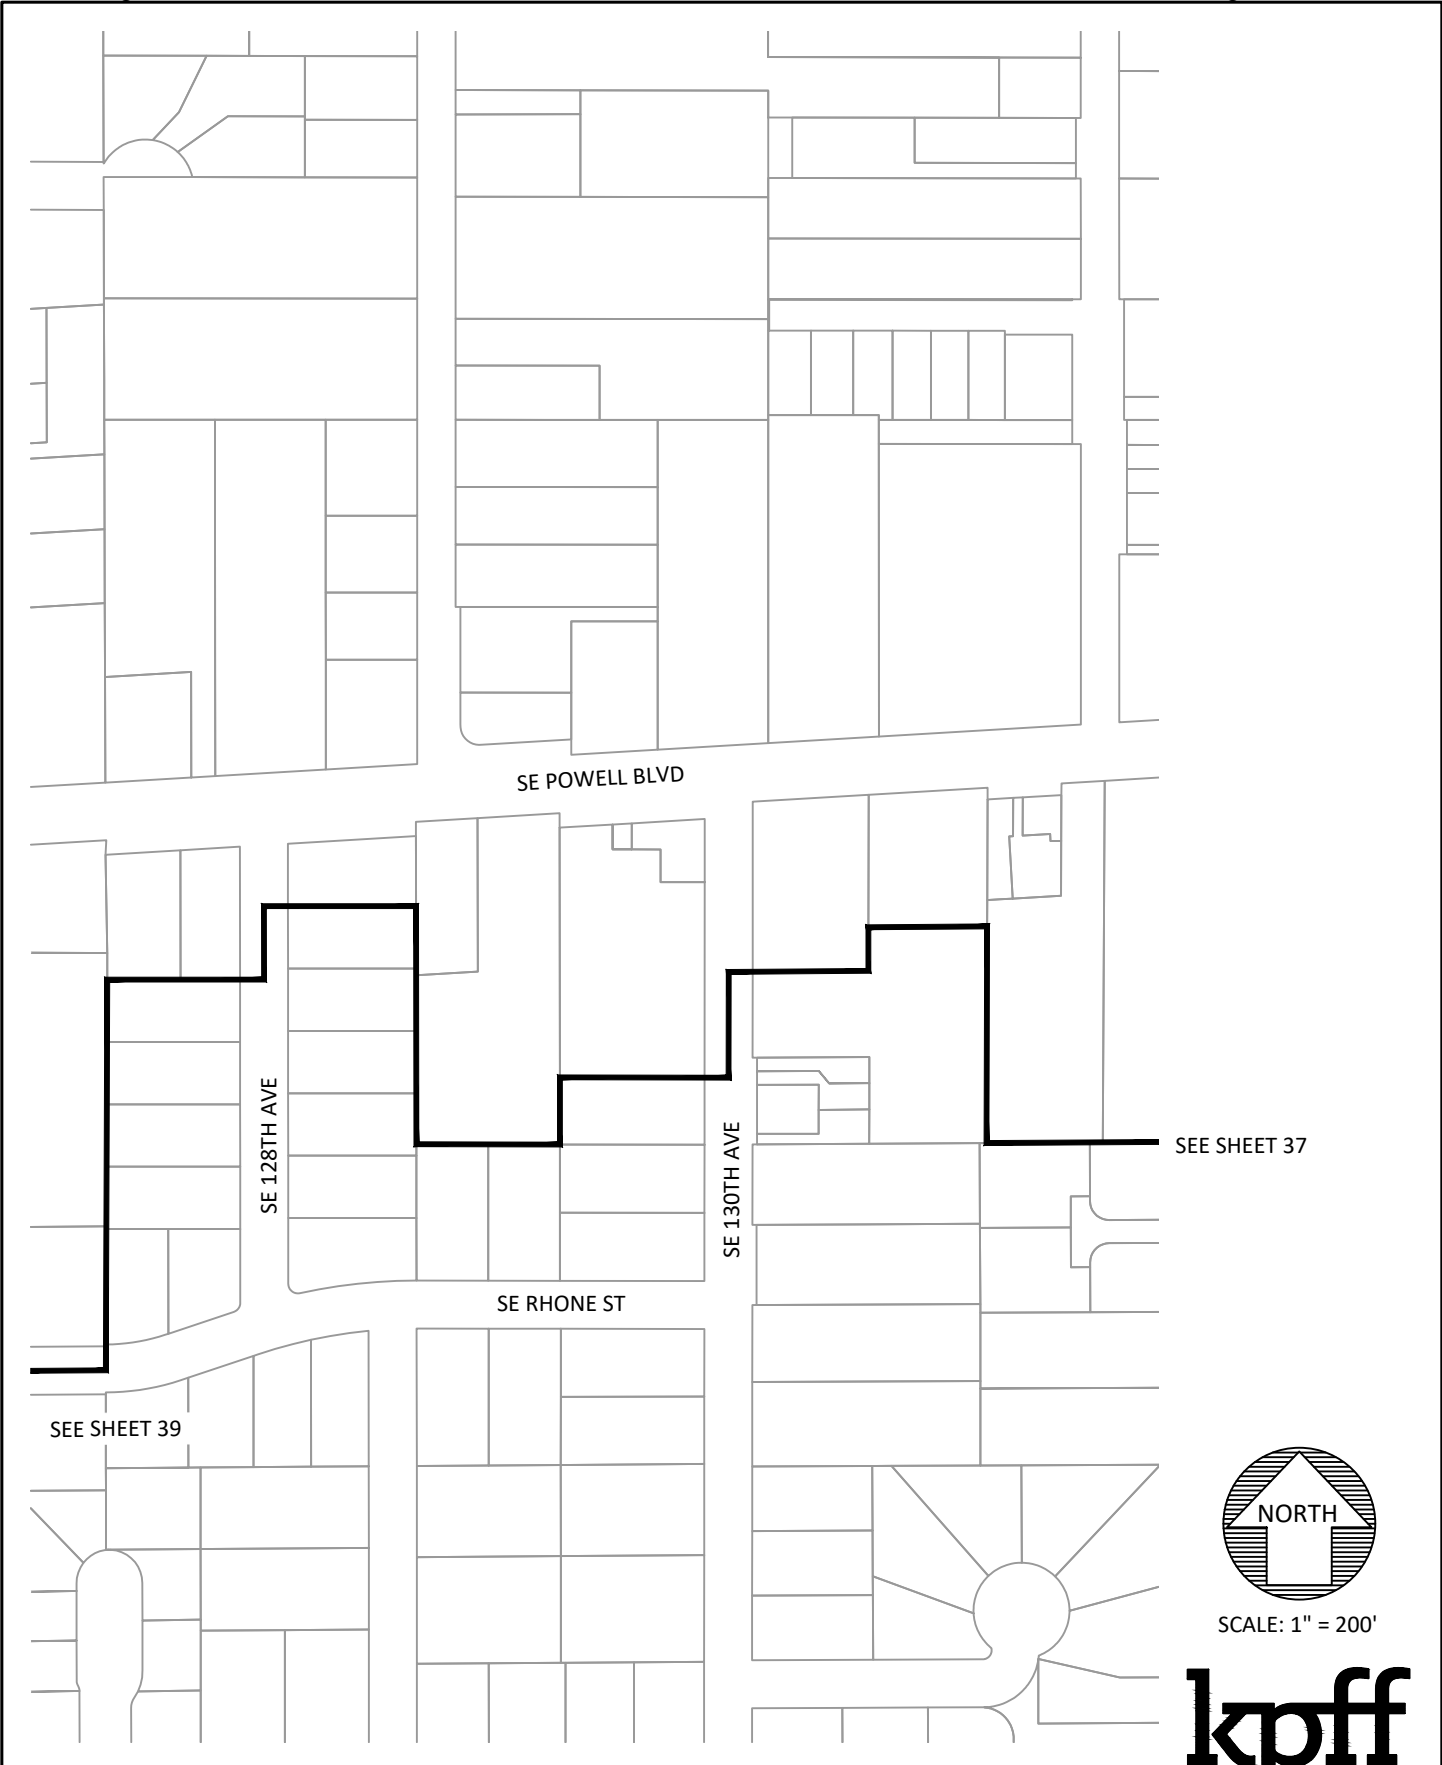 SE POWELL BLVD
SE 128TH AVE
SE 130TH AVE
SEE SHEET 37
SE RHONE ST
SEE SHEET 39
NORTH
SCALE: 1" = 200'
kpff